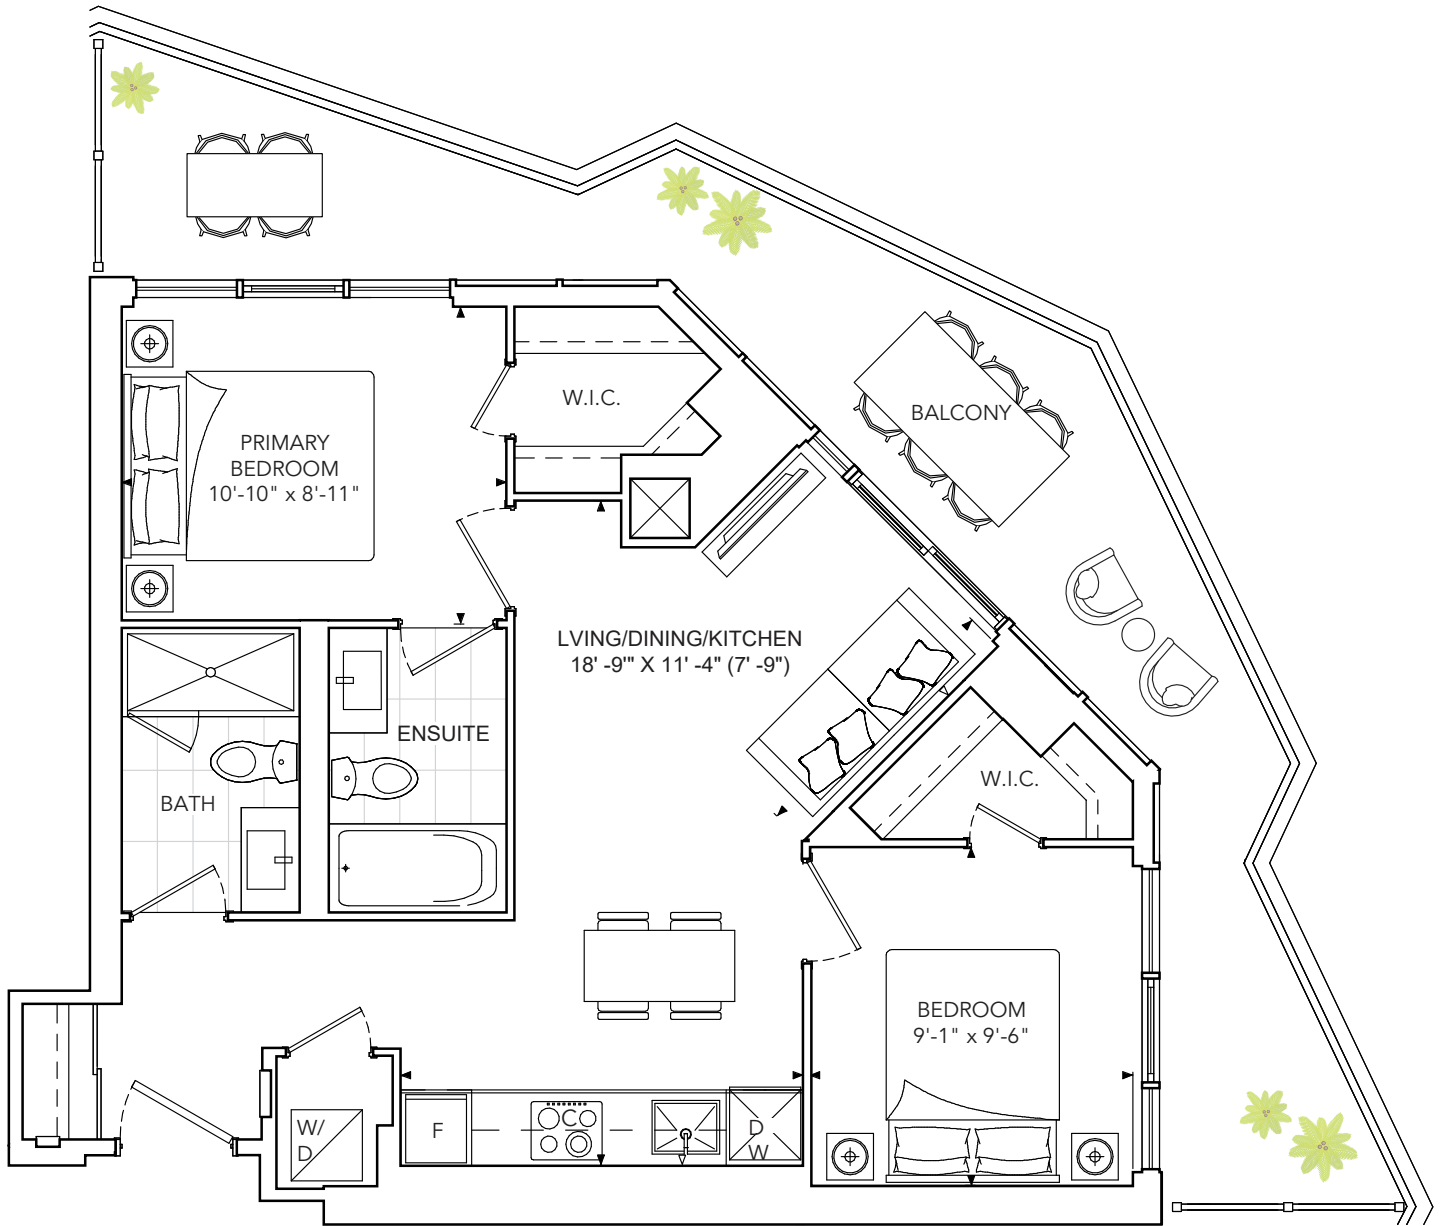 W.I.C.
BALCONY
PRIMARY
BEDROOM
10'-10" x 8'-11"
LVING/DINING/KITCHEN
18' -9'" X 11' -4" (7' -9")
ENSUITE
W.I.C.
BATH
BEDROOM
9'-1" x 9'-6"
W/
D
F
C
D
W